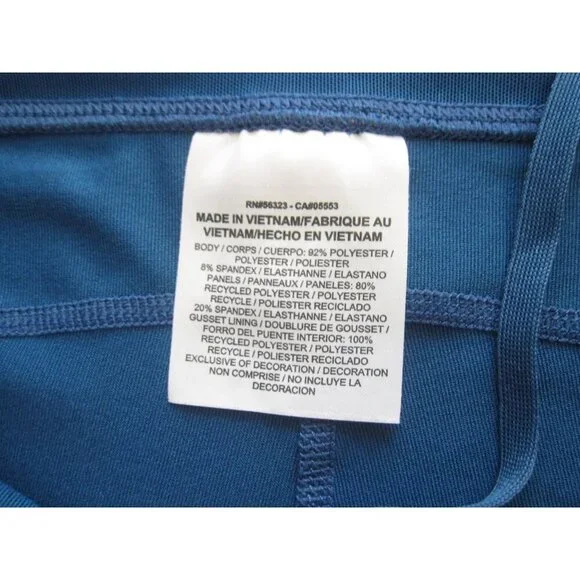 RN#56323 - CA#05553
MADE IN VIETNAM/FABRIQUE AU
VIETNAM/HECHO EN VIETNAM
BODY / CORPS / CUERPO: 92% POLYESTER /
POLYESTER / POLIESTER
8% SPANDEX / ELASTHANNE / ELASTANO
PANELS / PANNEAUX / PANELES: 80%
RECYCLED POLYESTER / POLYESTER
RECYCLE / POLIESTER RECICLADO
20% SPANDEX / ELASTHANNE / ELASTANO
GUSSET LINING / DOUBLURE DE GOUSSET /
FORRO DEL PUENTE INTERIOR: 100%
RECYCLED POLYESTER / POLYESTER
RECYCLE / POLIESTER RECICLADO
EXCLUSIVE OF DECORATION / DECORATION
NON COMPRISE / NO INCLUYE LA
DECORACION